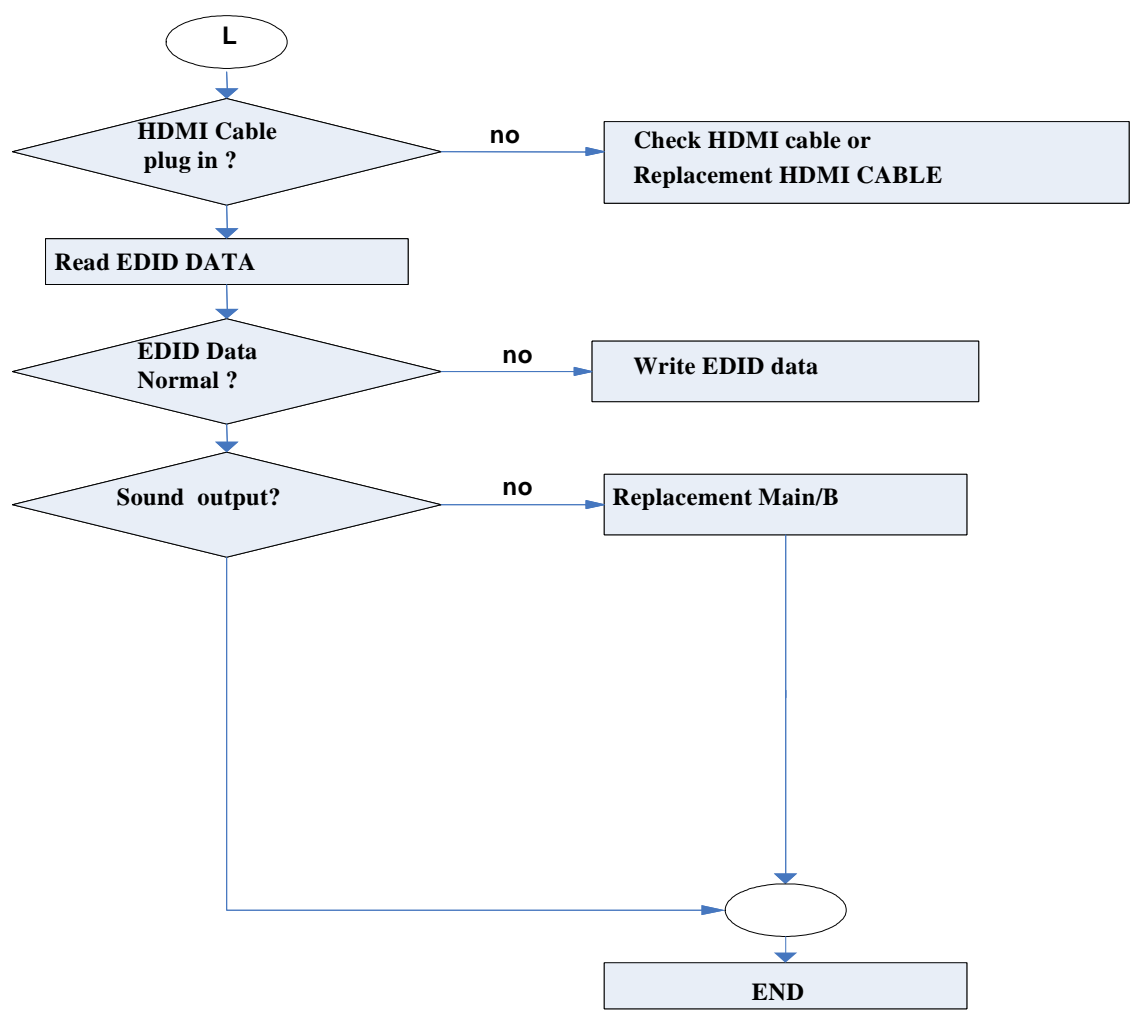 L
HDMI Cable
plug in ?
no
Check HDMI cable or
Replacement HDMI CABLE
Read EDID DATA
EDID Data
Normal ?
no
Write EDID data
Sound output?
no
Replacement Main/B
END